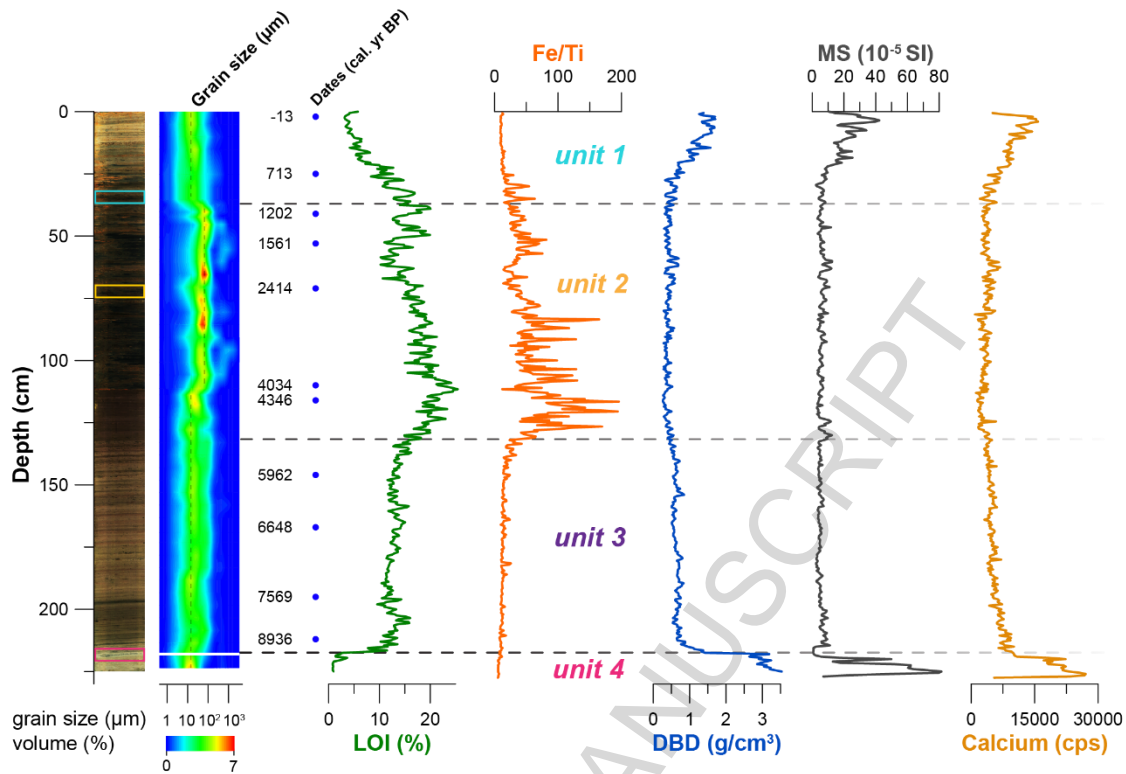 Grain size (µm)
Dates (cal. yr BP)
Fe/Ti
0 100 200
MS (10⁻⁵ SI)
0 20 40 60 80
0
50
100
150
200
Depth (cm)
-13
713
1202
1561
2414
4034
4346
5962
6648
7569
8936
unit 1
unit 2
unit 3
unit 4
MANUSCRIPT
grain size (µm)
1 10 10² 10³
volume (%)
0 7
0 10 20
LOI (%)
0 1 2 3
DBD (g/cm³)
0 15000 30000
Calcium (cps)